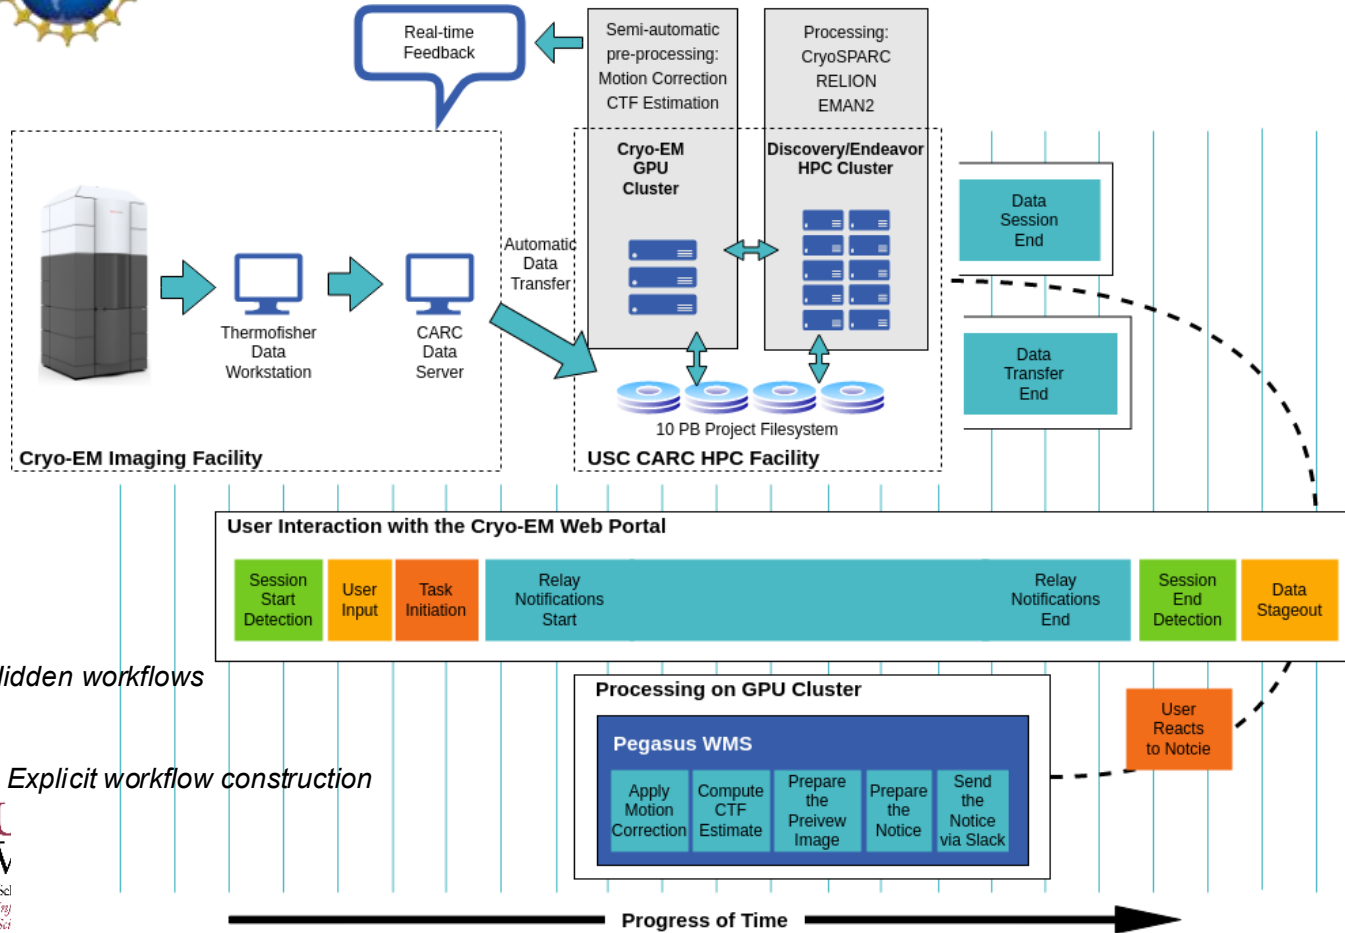 Real-time
Feedback
Semi-automatic
pre-processing:
Motion Correction
CTF Estimation
Processing:
CryoSPARC
RELION
EMAN2
Cryo-EM
GPU
Cluster
Discovery/Endeavor
HPC Cluster
Thermofisher
Data
Workstation
CARC
Data
Server
Automatic
Data
Transfer
10 PB Project Filesystem
Cryo-EM Imaging Facility
USC CARC HPC Facility
Data
Session
End
Data
Transfer
End
User Interaction with the Cryo-EM Web Portal
Session
Start
Detection
User
Input
Task
Initiation
Relay
Notifications
Start
Relay
Notifications
End
Session
End
Detection
Data
Stageout
workflows
Explicit workflow construction
Processing on GPU Cluster
Pegasus WMS
Apply
Motion
Correction
Compute
CTF
Estimate
Prepare
the
Preivew
Image
Prepare
the
Notice
Send
the
Notice
via Slack
User
Reacts
to Notcie
Progress of Time